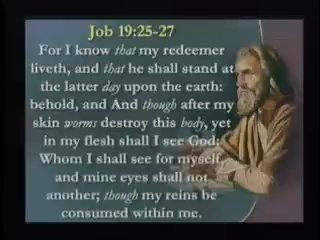 Job 19:25-27
For I know that my redeemer
liveth, and that he shall stand at
the latter day upon the earth:
behold, and And though after my
skin worms destroy this body, yet
in my flesh shall I see God:
Whom I shall see for myself,
and mine eyes shall not
another; though my reins be
consumed within me.